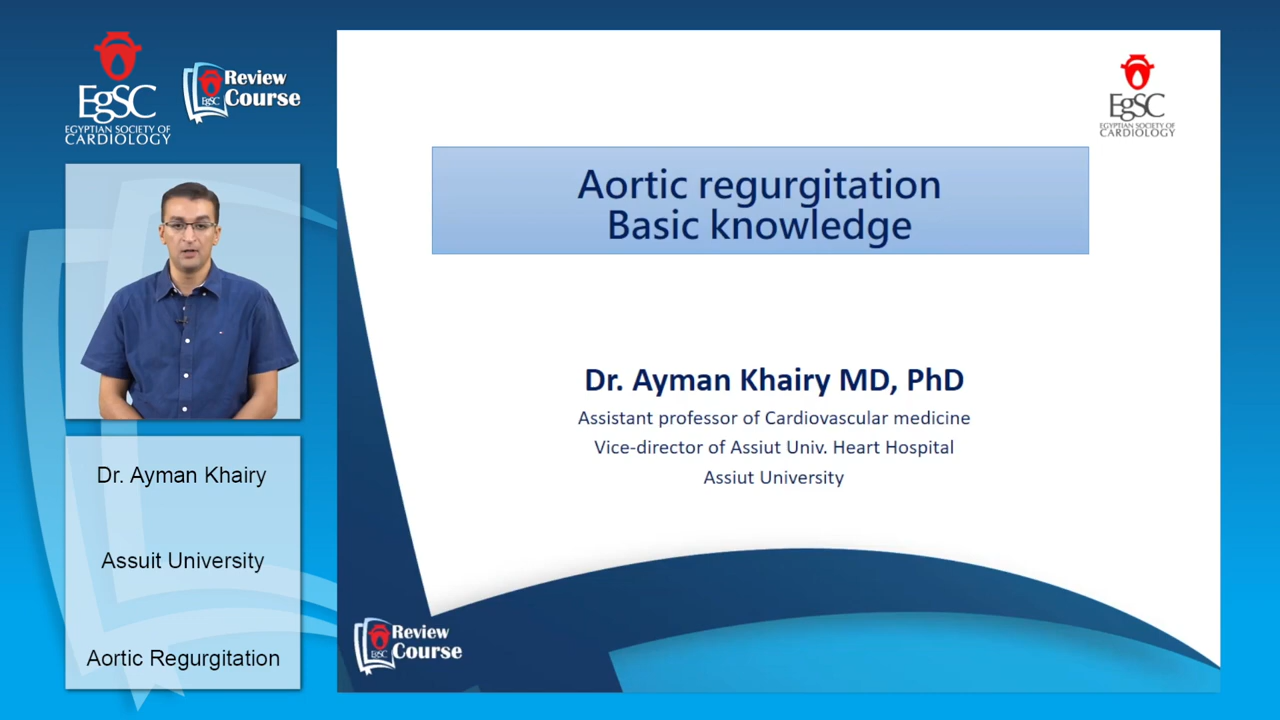 EgSC
EGYPTIAN SOCIETY OF
CARDIOLOGY
EgSC
Review
Course
Dr. Ayman Khairy
Assuit University
Aortic Regurgitation
EgSC
EGYPTIAN SOCIETY OF
CARDIOLOGY
Aortic regurgitation
Basic knowledge
Dr. Ayman Khairy MD, PhD
Assistant professor of Cardiovascular medicine
Vice-director of Assiut Univ. Heart Hospital
Assiut University
EgSC
Review
Course